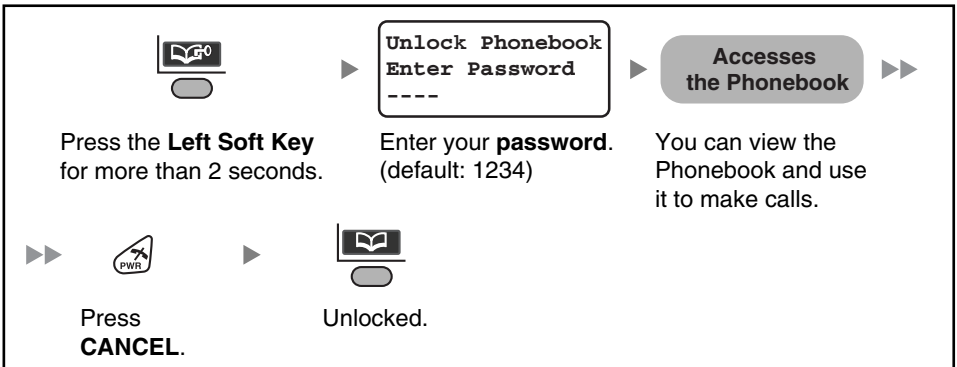 Unlock Phonebook
Enter Password
----
Accesses
the Phonebook
Press the Left Soft Key
for more than 2 seconds.
Enter your password.
(default: 1234)
You can view the
Phonebook and use
it to make calls.
PWR
Press
CANCEL.
Unlocked.